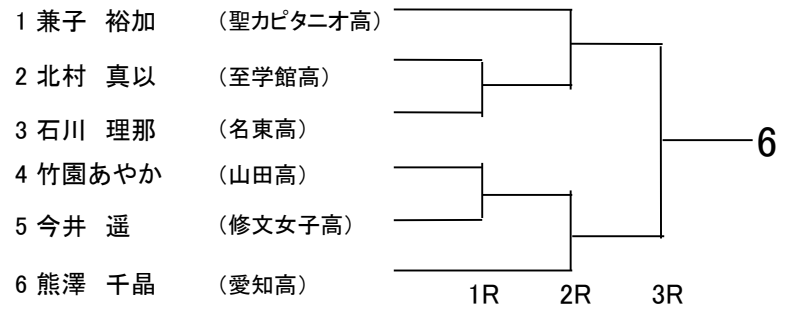 1 兼子 裕加 (聖カピタニオ高)
2 北村 真以 (至学館高)
3 石川 理那 (名東高)
6
4 竹園あやか (山田高)
5 今井 遥 (修文女子高)
6 熊澤 千晶 (愛知高)
1R 2R 3R